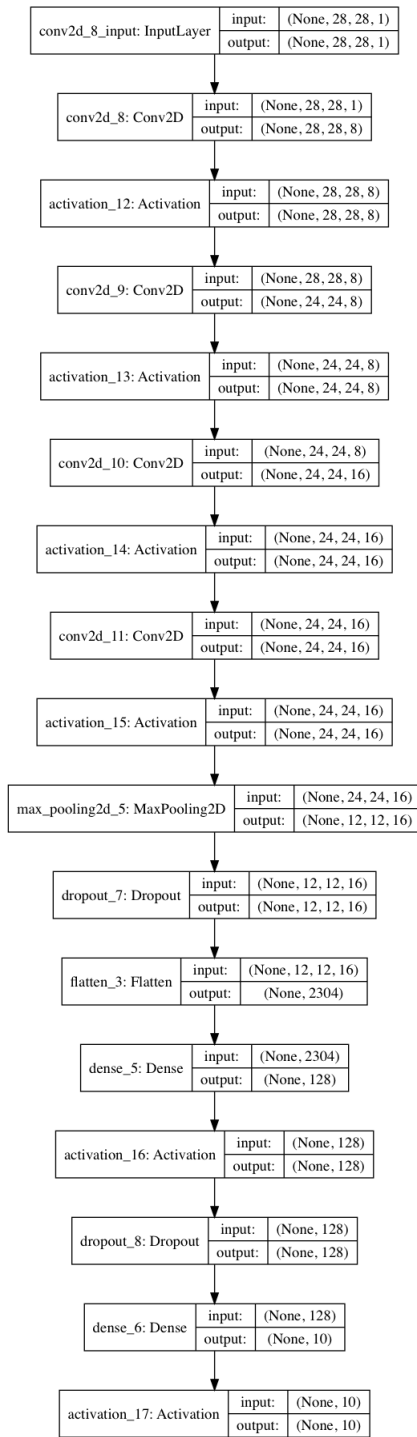 conv2d_8_input: InputLayer
input: (None, 28, 28, 1)
output: (None, 28, 28, 1)
conv2d_8: Conv2D
input: (None, 28, 28, 1)
output: (None, 28, 28, 8)
activation_12: Activation
input: (None, 28, 28, 8)
output: (None, 28, 28, 8)
conv2d_9: Conv2D
input: (None, 28, 28, 8)
output: (None, 24, 24, 8)
activation_13: Activation
input: (None, 24, 24, 8)
output: (None, 24, 24, 8)
conv2d_10: Conv2D
input: (None, 24, 24, 8)
output: (None, 24, 24, 16)
activation_14: Activation
input: (None, 24, 24, 16)
output: (None, 24, 24, 16)
conv2d_11: Conv2D
input: (None, 24, 24, 16)
output: (None, 24, 24, 16)
activation_15: Activation
input: (None, 24, 24, 16)
output: (None, 24, 24, 16)
max_pooling2d_5: MaxPooling2D
input: (None, 24, 24, 16)
output: (None, 12, 12, 16)
dropout_7: Dropout
input: (None, 12, 12, 16)
output: (None, 12, 12, 16)
flatten_3: Flatten
input: (None, 12, 12, 16)
output: (None, 2304)
dense_5: Dense
input: (None, 2304)
output: (None, 128)
activation_16: Activation
input: (None, 128)
output: (None, 128)
dropout_8: Dropout
input: (None, 128)
output: (None, 128)
dense_6: Dense
input: (None, 128)
output: (None, 10)
activation_17: Activation
input: (None, 10)
output: (None, 10)